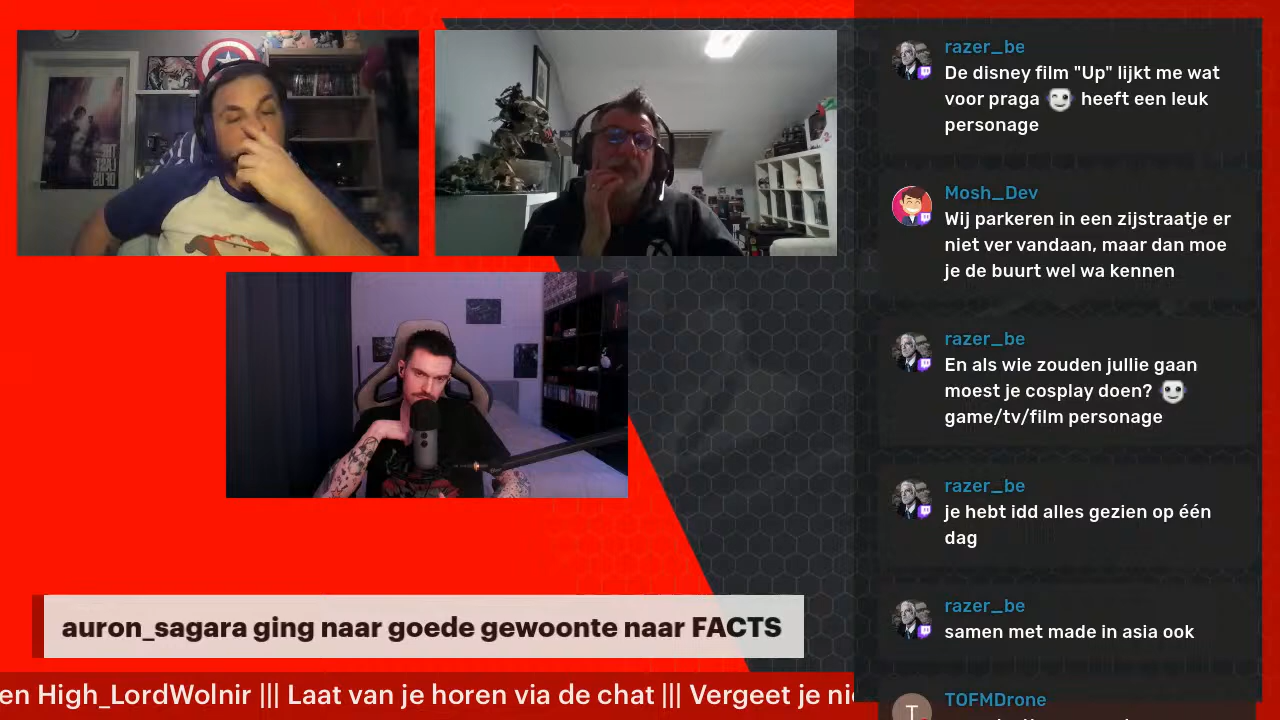 THE LAST OF US
auron_sagara ging naar goede gewoonte naar FACTS
en High_LordWolnir ||| Laat van je horen via de chat ||| Vergeet je nie
razer_be
De disney film "Up" lijkt me wat
voor praga heeft een leuk
personage
Mosh_Dev
Wij parkeren in een zijstraatje er
niet ver vandaan, maar dan moe
je de buurt wel wa kennen
razer_be
En als wie zouden jullie gaan
moest je cosplay doen?
game/tv/film personage
razer_be
je hebt idd alles gezien op één
dag
razer_be
samen met made in asia ook
T
TOFMDrone